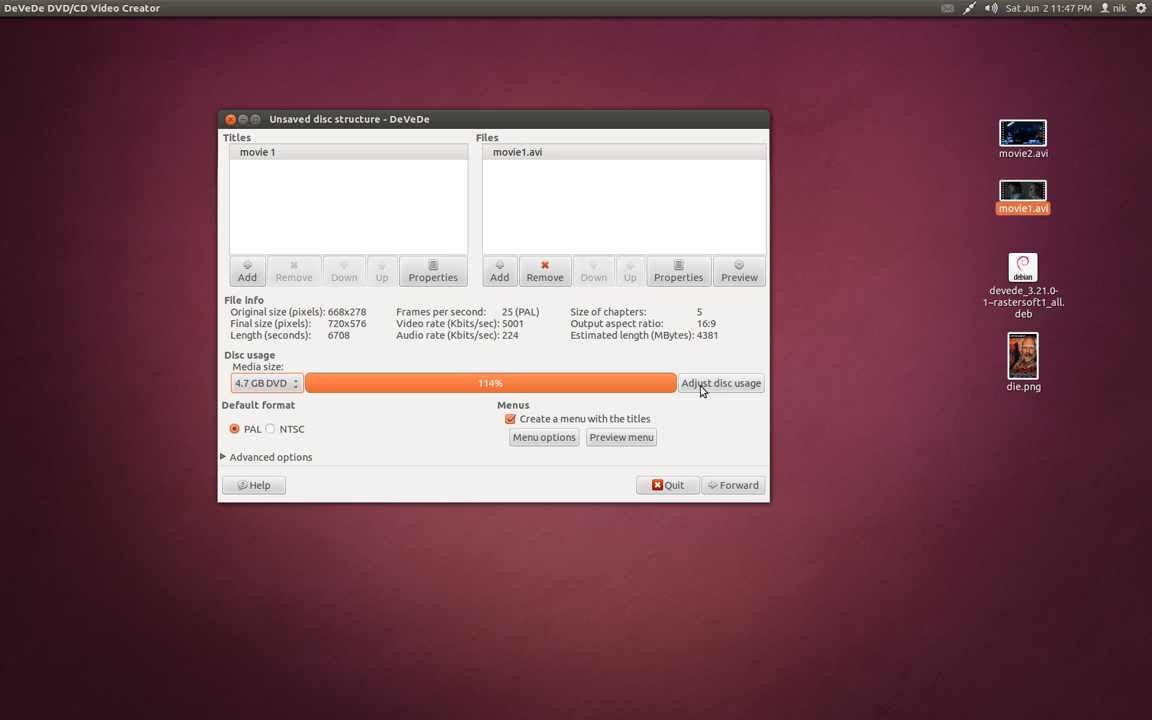 DeVeDe DVD/CD Video Creator
Sat Jun 2 11:47 PM
nik
Unsaved disc structure - DeVeDe
Titles
Files
movie 1
movie1.avi
Add
Remove
Down
Up
Properties
Add
Remove
Down
Up
Properties
Preview
File info
Original size (pixels): 668x278
Frames per second: 25 (PAL)
Size of chapters: 5
Final size (pixels): 720x576
Video rate (Kbits/sec): 5001
Output aspect ratio: 16:9
Length (seconds): 6708
Audio rate (Kbits/sec): 224
Estimated length (MBytes): 4381
Disc usage
Media size:
4.7 GB DVD
114%
Adjust disc usage
Default format
Menus
PAL
NTSC
Create a menu with the titles
Menu options
Preview menu
Advanced options
Help
Quit
Forward
movie2.avi
movie1.avi
debian
devede_3.21.0-
1~rastersoft1_all.
deb
die.png